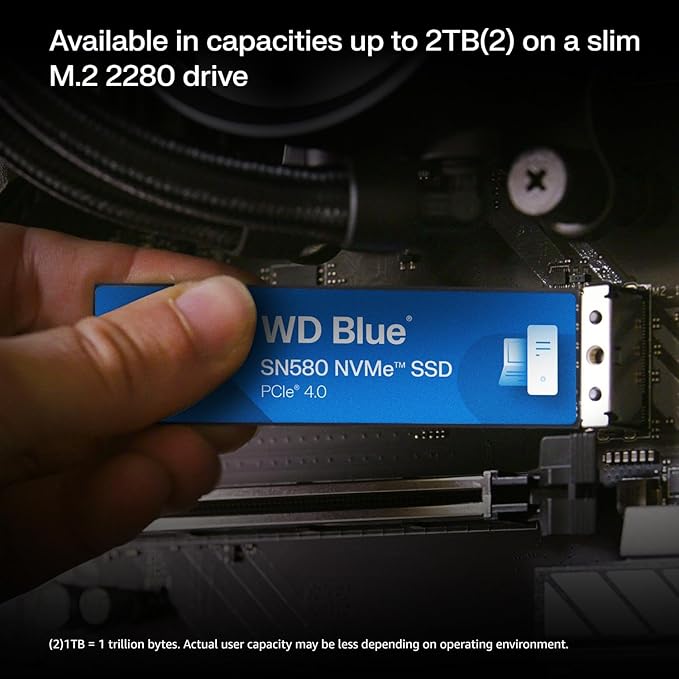 Available in capacities up to 2TB(2) on a slim
M.2 2280 drive
WD Blue®
SN580 NVMe™ SSD
PCIe® 4.0
(2)1TB = 1 trillion bytes. Actual user capacity may be less depending on operating environment.